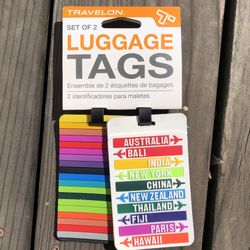 TRAVELON®
SET OF 2
LUGGAGE
TAGS
Ensemble de 2 étiquettes de bagages
2 identificadores para maletas
AUSTRALIA
BALI
INDIA
NEW YORK
CHINA
NEW ZEALAND
THAILAND
FIJI
PARIS
HAWAII